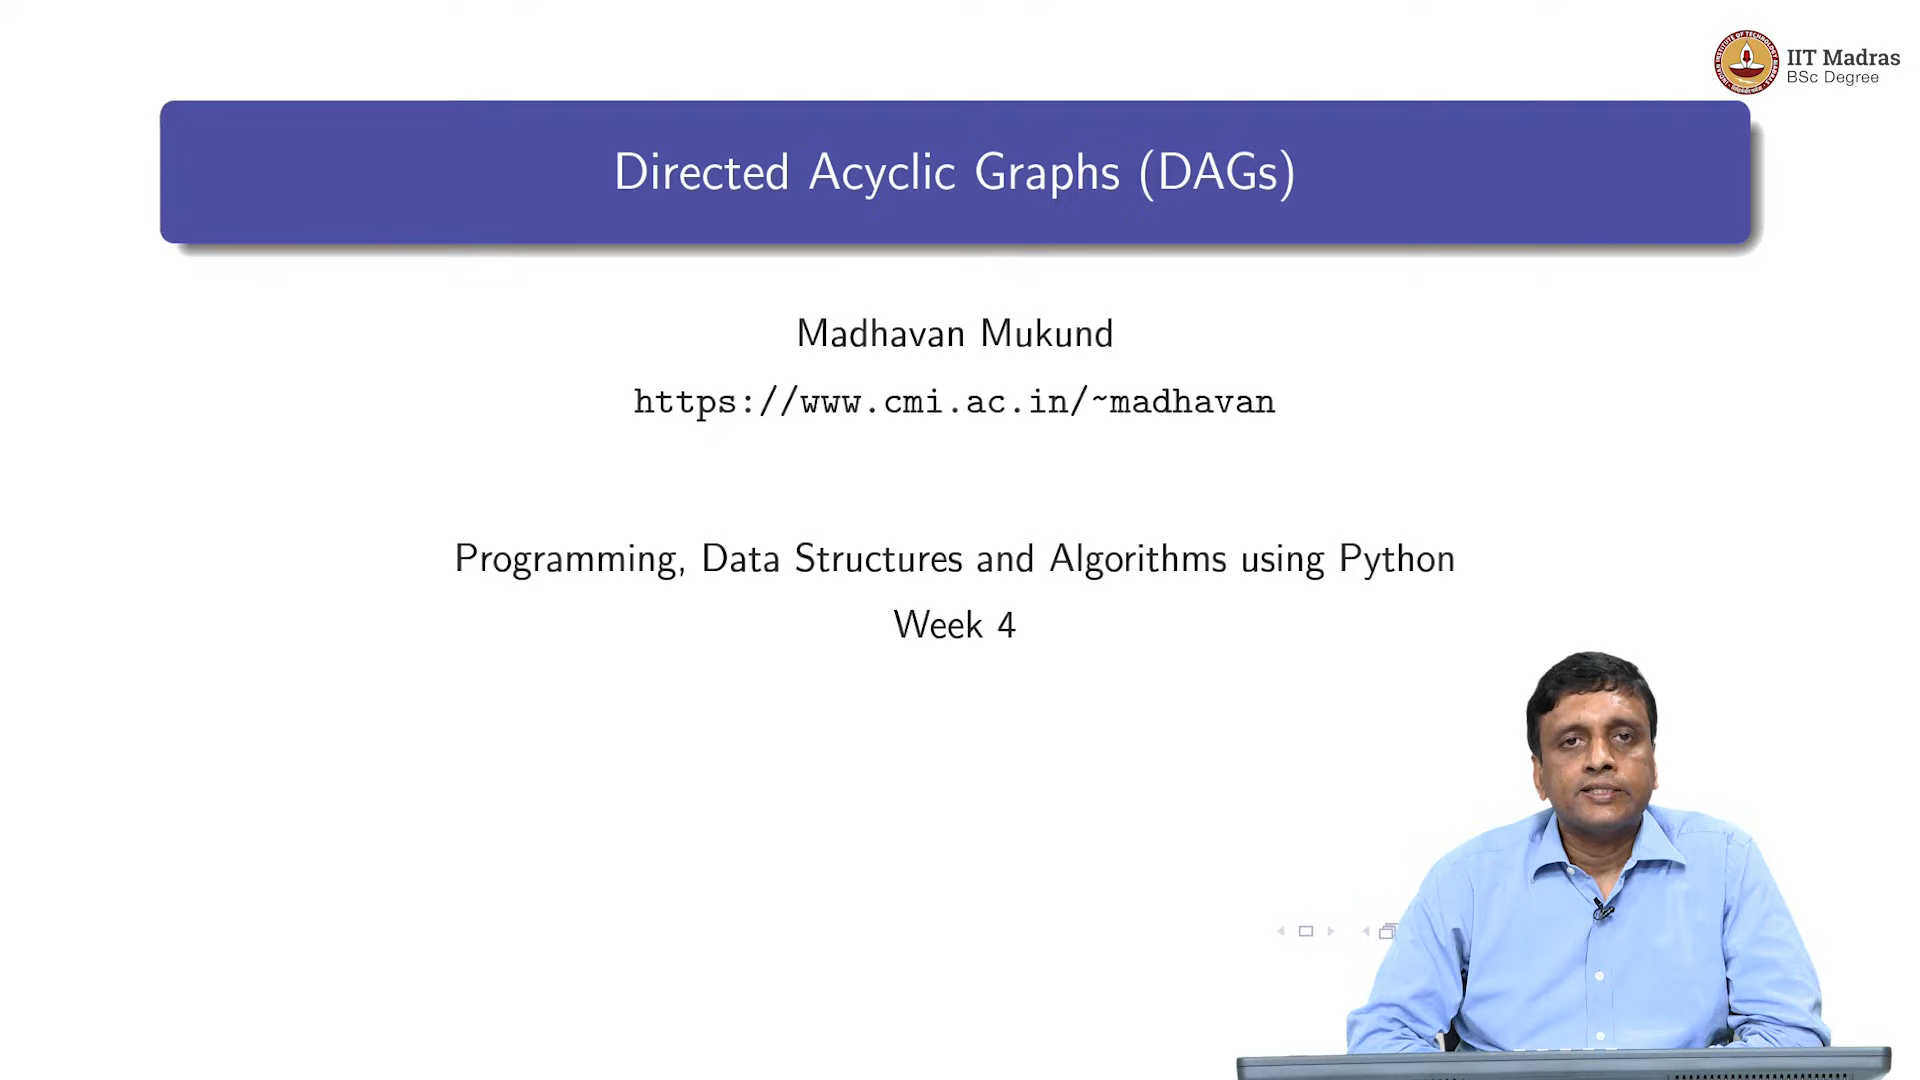 IIT Madras
BSc Degree
Directed Acyclic Graphs (DAGs)
Madhavan Mukund
https://www.cmi.ac.in/~madhavan
Programming, Data Structures and Algorithms using Python
Week 4